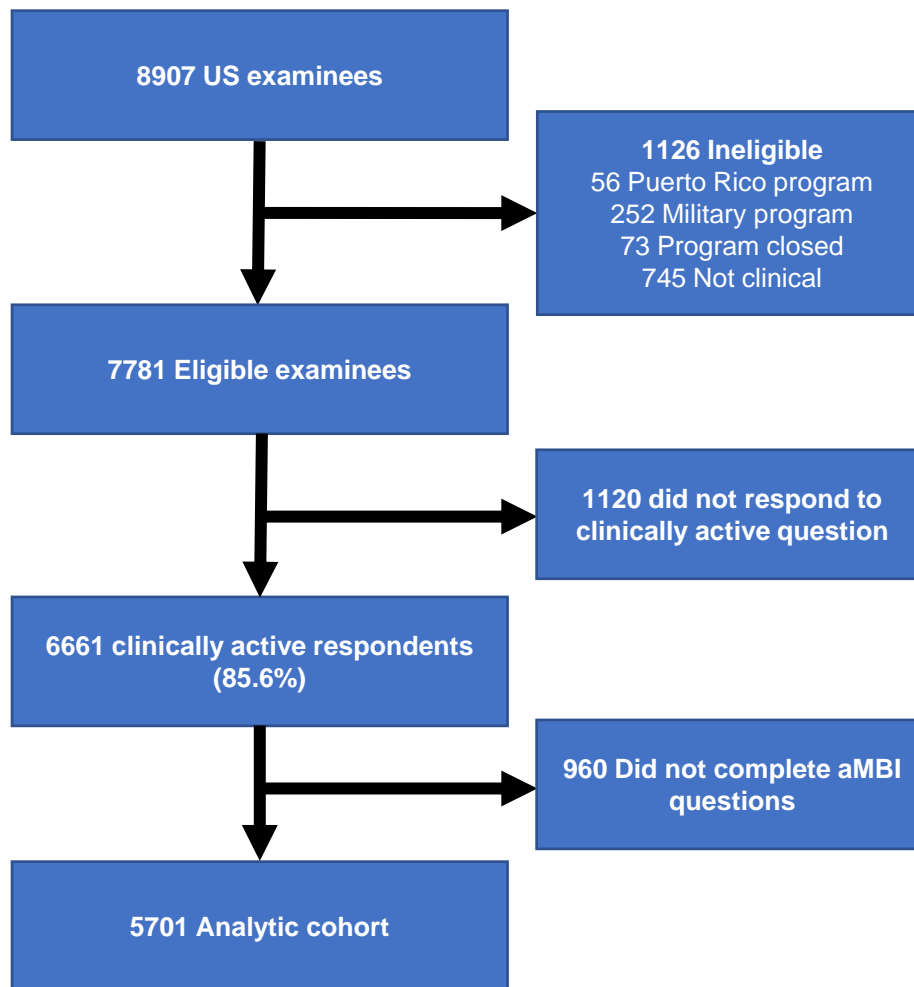 8907 US examinees
1126 Ineligible
56 Puerto Rico program
252 Military program
73 Program closed
745 Not clinical
7781 Eligible examinees
1120 did not respond to
clinically active question
6661 clinically active respondents
(85.6%)
960 Did not complete aMBI
questions
5701 Analytic cohort